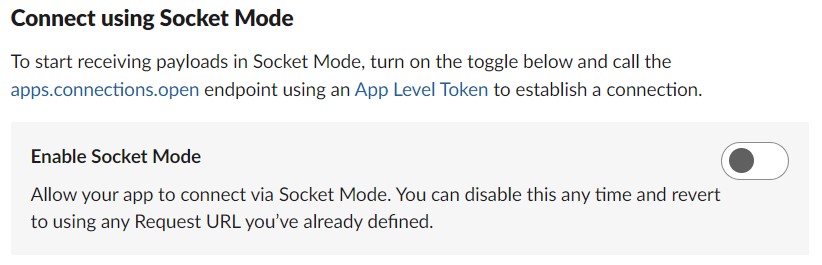 Connect using Socket Mode
To start receiving payloads in Socket Mode, turn on the toggle below and call the
apps.connections.open endpoint using an App Level Token to establish a connection.
Enable Socket Mode
Allow your app to connect via Socket Mode. You can disable this any time and revert
to using any Request URL you’ve already defined.